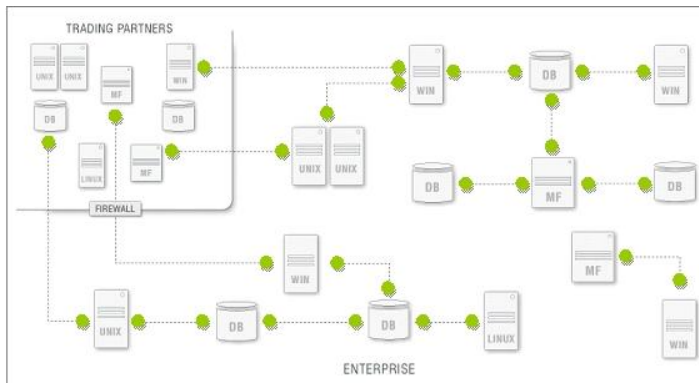 TRADING PARTNERS
UNIX UNIX
MF
WIN
DB
DB
LINUX
MF
FIREWALL
WIN
DB
WIN
UNIX UNIX
DB
MF
DB
WIN
MF
UNIX
DB
DB
LINUX
WIN
ENTERPRISE